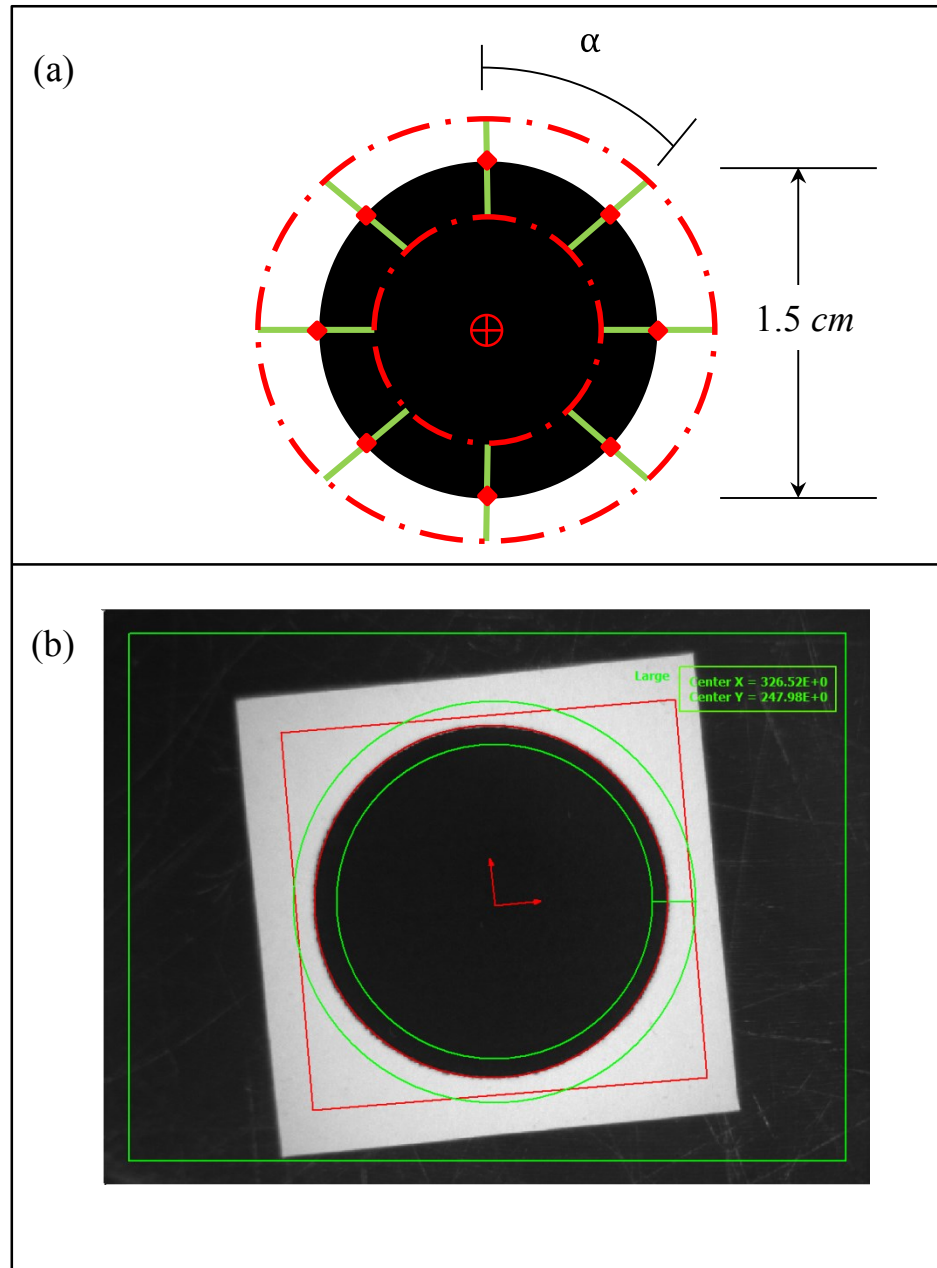 (a)
α
1.5 cm
(b)
Large
Center X = 326.52E+0
Center Y = 247.98E+0